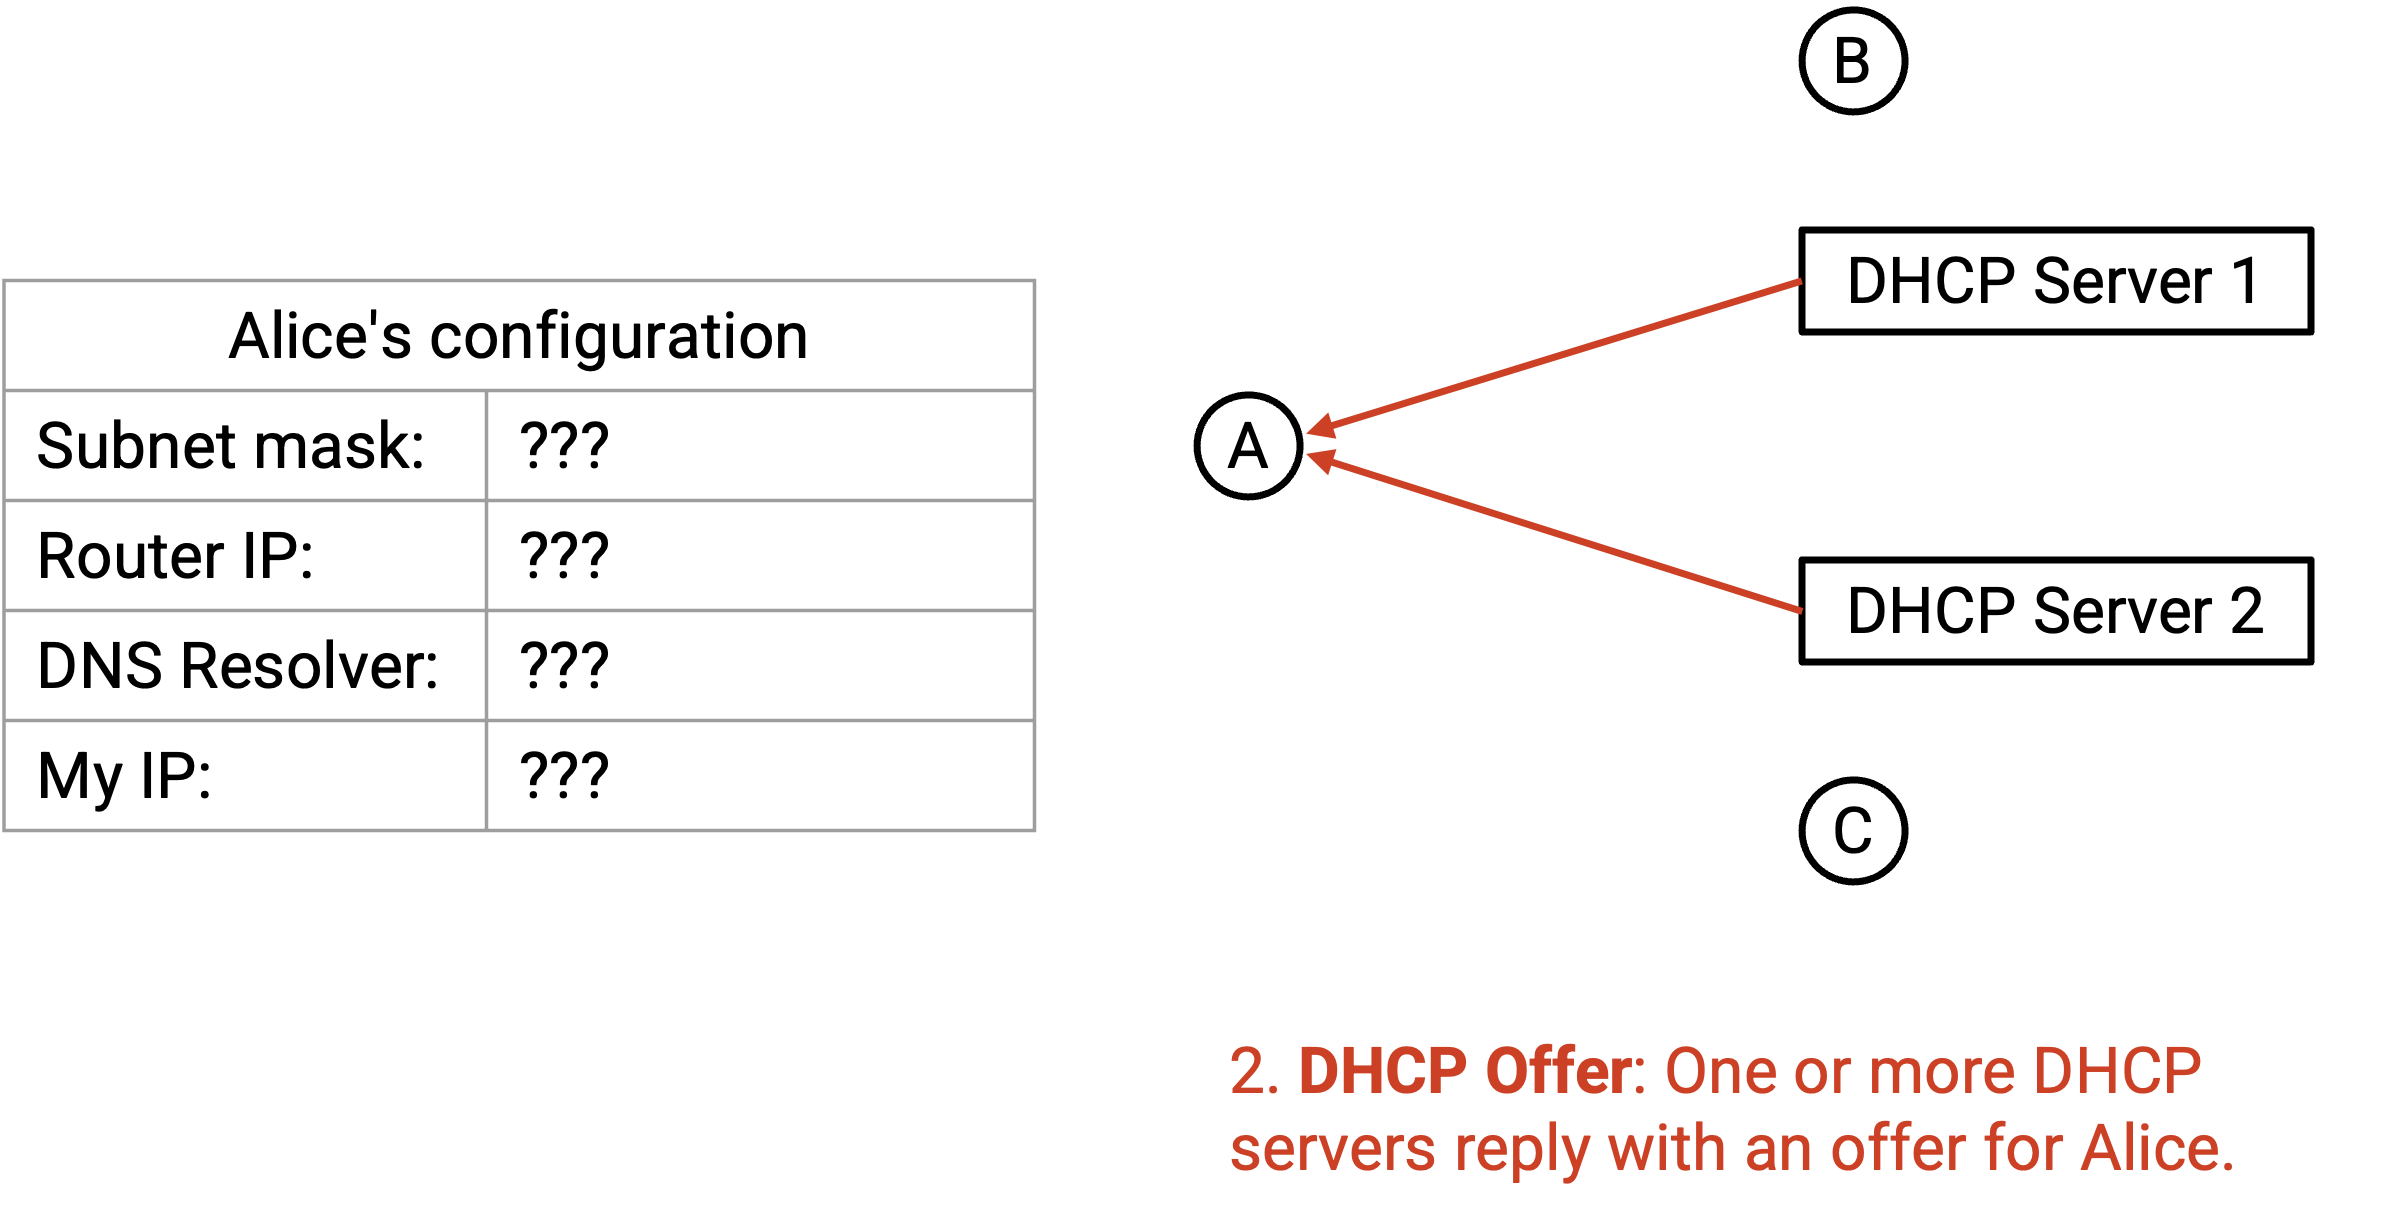 Alice's configuration
Subnet mask: ???
Router IP: ???
DNS Resolver: ???
My IP: ???
B
DHCP Server 1
A
DHCP Server 2
C
2. DHCP Offer: One or more DHCP
servers reply with an offer for Alice.